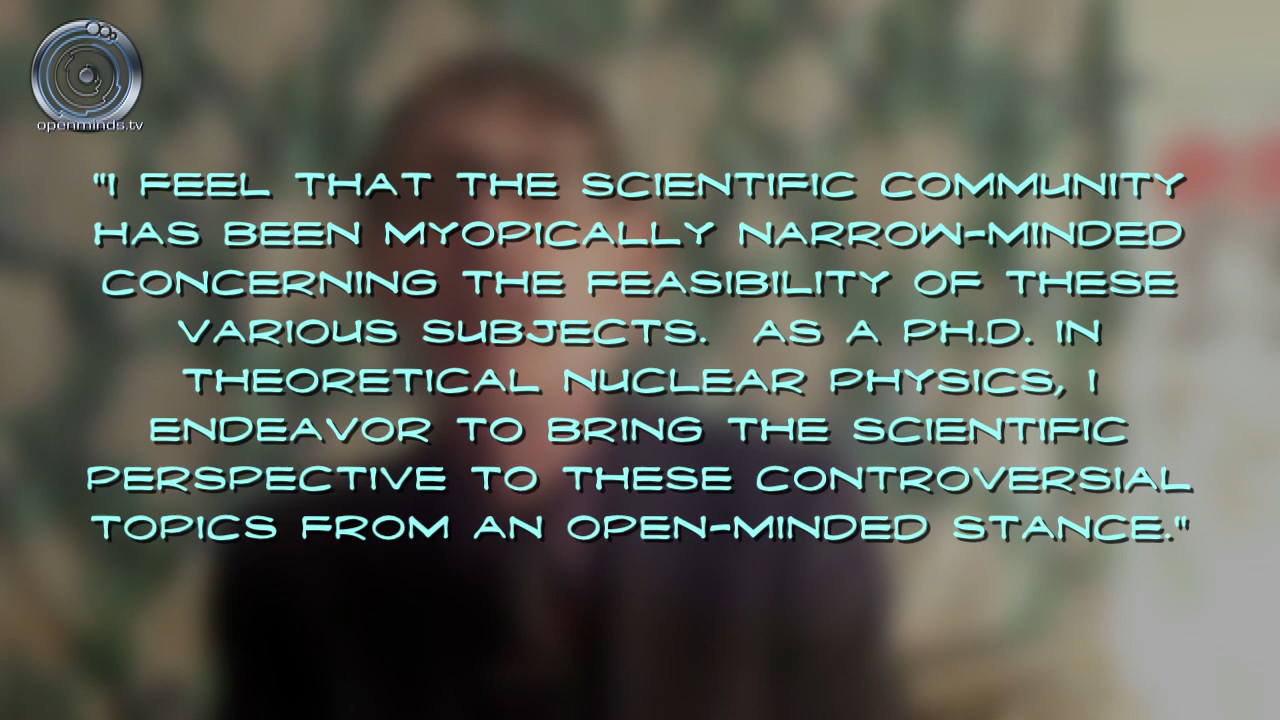 openminds.tv
"I FEEL THAT THE SCIENTIFIC COMMUNITY
HAS BEEN MYOPICALLY NARROW-MINDED
CONCERNING THE FEASIBILITY OF THESE
VARIOUS SUBJECTS.  AS A PH.D. IN
THEORETICAL NUCLEAR PHYSICS, I
ENDEAVOR TO BRING THE SCIENTIFIC
PERSPECTIVE TO THESE CONTROVERSIAL
TOPICS FROM AN OPEN-MINDED STANCE."